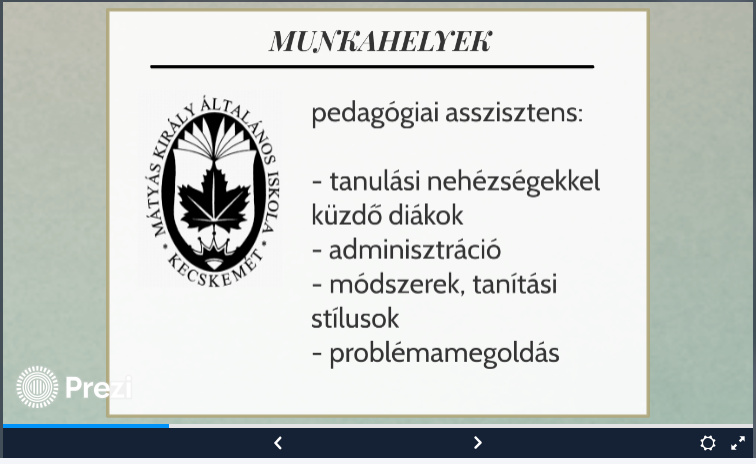 MUNKAHELYEK
MÁTYÁS KIRÁLY ÁLTALÁNOS ISKOLA
• KECSKEMÉT •
pedagógiai asszisztens:
- tanulási nehézségekkel
küzdő diákok
- adminisztráció
- módszerek, tanítási
stílusok
- problémamegoldás
Prezi